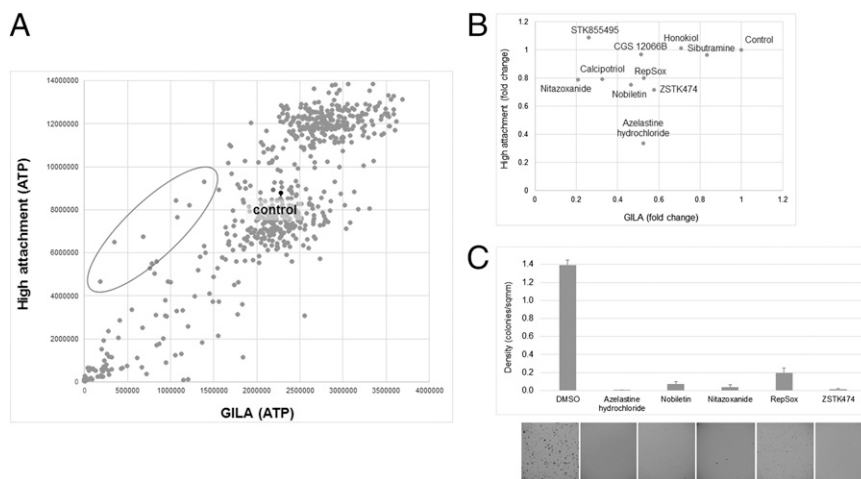 A
High attachment (ATP)
14000000
12000000
10000000
8000000
6000000
4000000
2000000
0
control
0
500000
1000000
1500000
2000000
2500000
3000000
3500000
4000000
GILA (ATP)
B
High attachment (fold change)
1.2
1
0.8
0.6
0.4
0.2
0
STK855495
CGS 12066B
Honokiol
Sibutramine
Control
Nitazoxanide
Calcipotriol
RepSox
Nobiletin
ZSTK474
Azelastine
hydrochloride
0
0.2
0.4
0.6
0.8
1
1.2
GILA (fold change)
C
Density (colonies/sqmm)
1.4
1.2
1.0
0.8
0.6
0.4
0.2
0.0
DMSO
Azelastine
hydrochloride
Nobiletin
Nitazoxanide
RepSox
ZSTK474